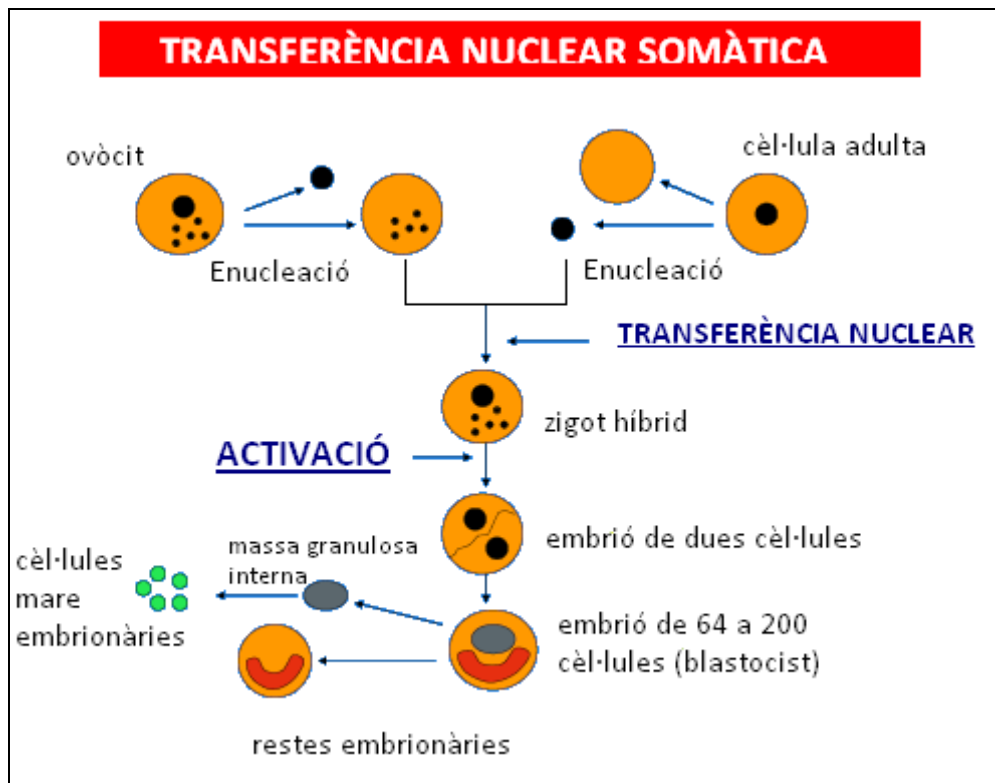 TRANSFERÈNCIA NUCLEAR SOMÀTICA
ovòcit
cèl·lula adulta
Enucleació
Enucleació
TRANSFERÈNCIA NUCLEAR
zigot híbrid
ACTIVACIÓ
embrió de dues cèl·lules
massa granulosa
interna
cèl·lules
mare
embrionàries
embrió de 64 a 200
cèl·lules (blastocist)
restes embrionàries